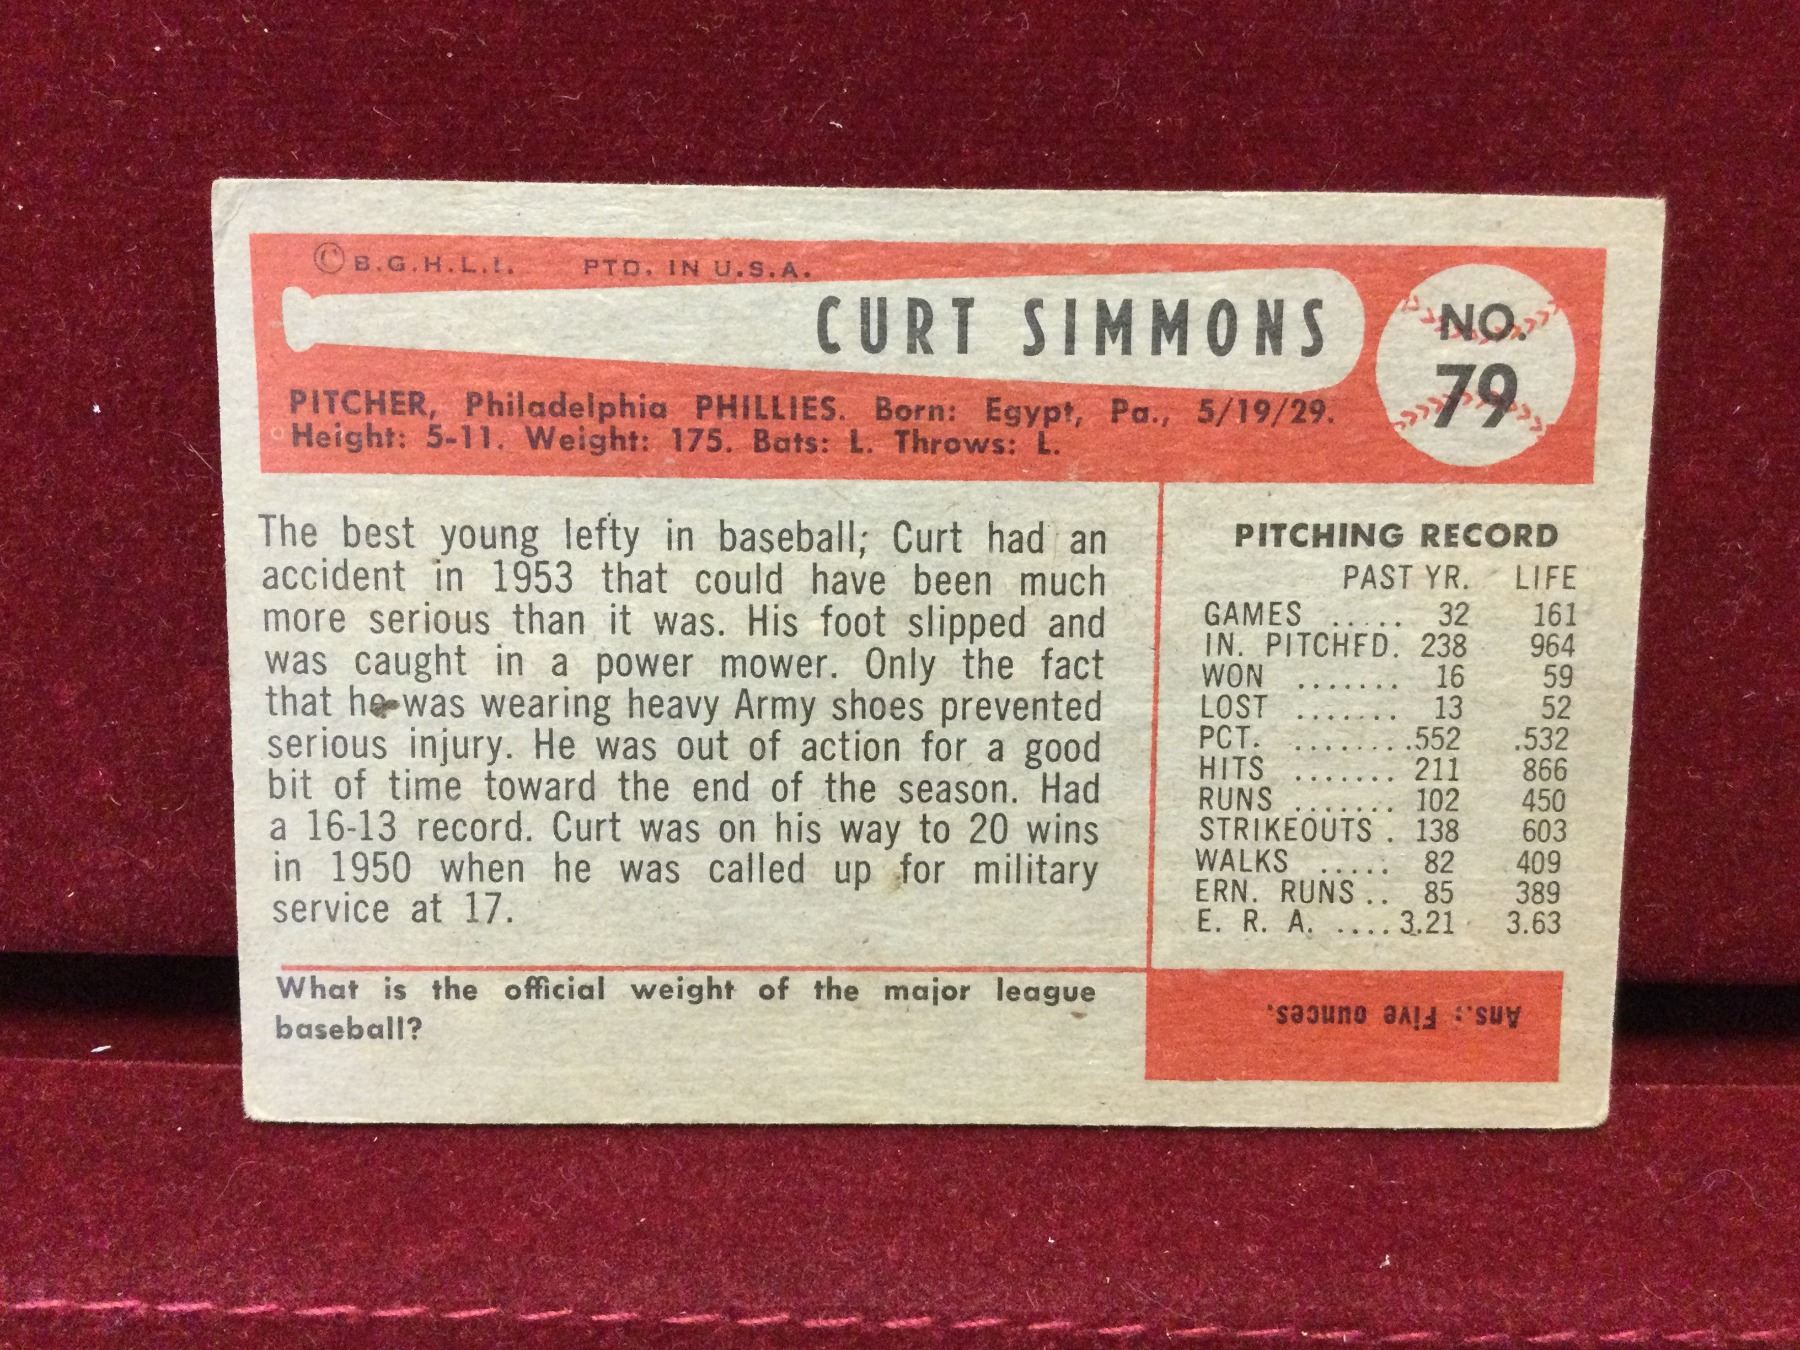 © B.G.H.L.I. PTD. IN U.S.A.
CURT SIMMONS
NO.
79
PITCHER, Philadelphia PHILLIES. Born: Egypt, Pa., 5/19/29.
Height: 5-11. Weight: 175. Bats: L. Throws: L.
The best young lefty in baseball; Curt had an
accident in 1953 that could have been much
more serious than it was. His foot slipped and
was caught in a power mower. Only the fact
that he was wearing heavy Army shoes prevented
serious injury. He was out of action for a good
bit of time toward the end of the season. Had
a 16-13 record. Curt was on his way to 20 wins
in 1950 when he was called up for military
service at 17.
PITCHING RECORD
PAST YR. LIFE
GAMES ..... 32 161
IN. PITCHED. 238 964
WON ....... 16 59
LOST ....... 13 52
PCT. ........ .552 .532
HITS ....... 211 866
RUNS ....... 102 450
STRIKEOUTS . 138 603
WALKS ..... 82 409
ERN. RUNS .. 85 389
E. R. A. .... 3.21 3.63
What is the official weight of the major league
baseball?
Ans.: Five ounces.